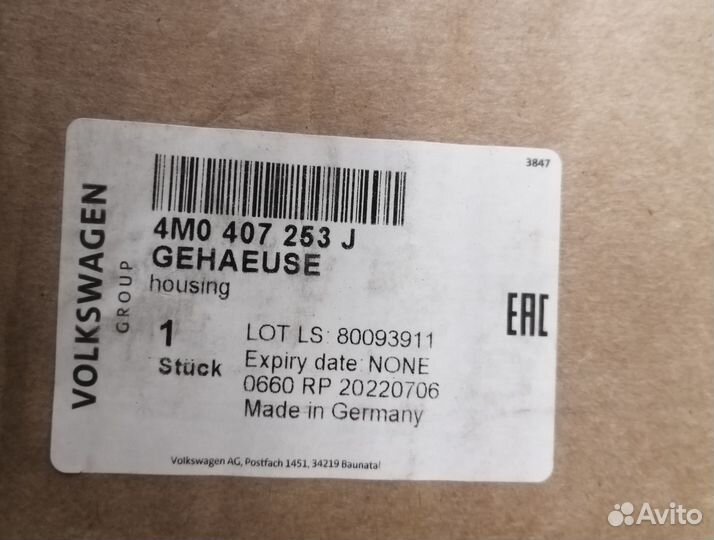 3847
VOLKSWAGEN
GROUP
4M0 407 253 J
GEHAEUSE
housing
1
Stück
LOT LS: 80093911
Expiry date: NONE
0660 RP 20220706
Made in Germany
EAC
Volkswagen AG, Postfach 1451, 34219 Baunatal
Avito